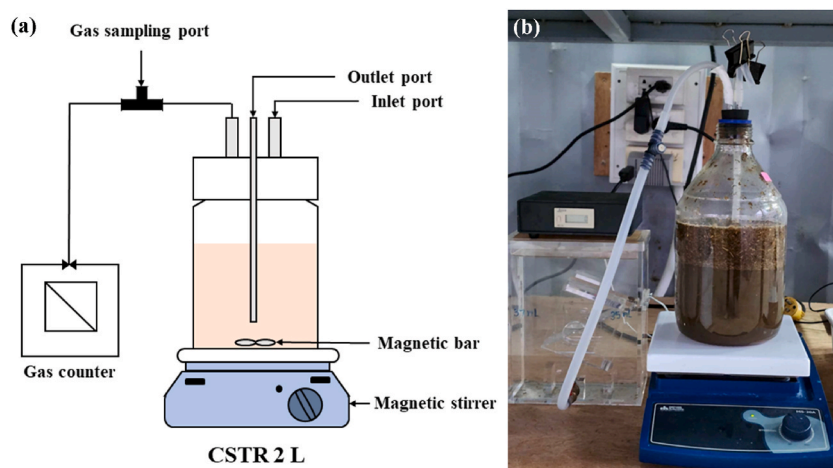 (a)
Gas sampling port
Outlet port
Inlet port
Gas counter
Magnetic bar
Magnetic stirrer
CSTR 2 L
(b)